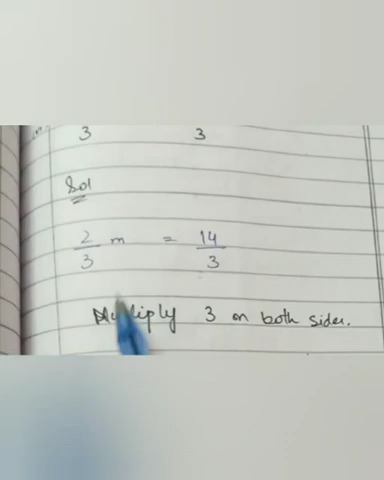 3 3
Sol
2/3 m = 14/3
Multiply 3 on both sides.